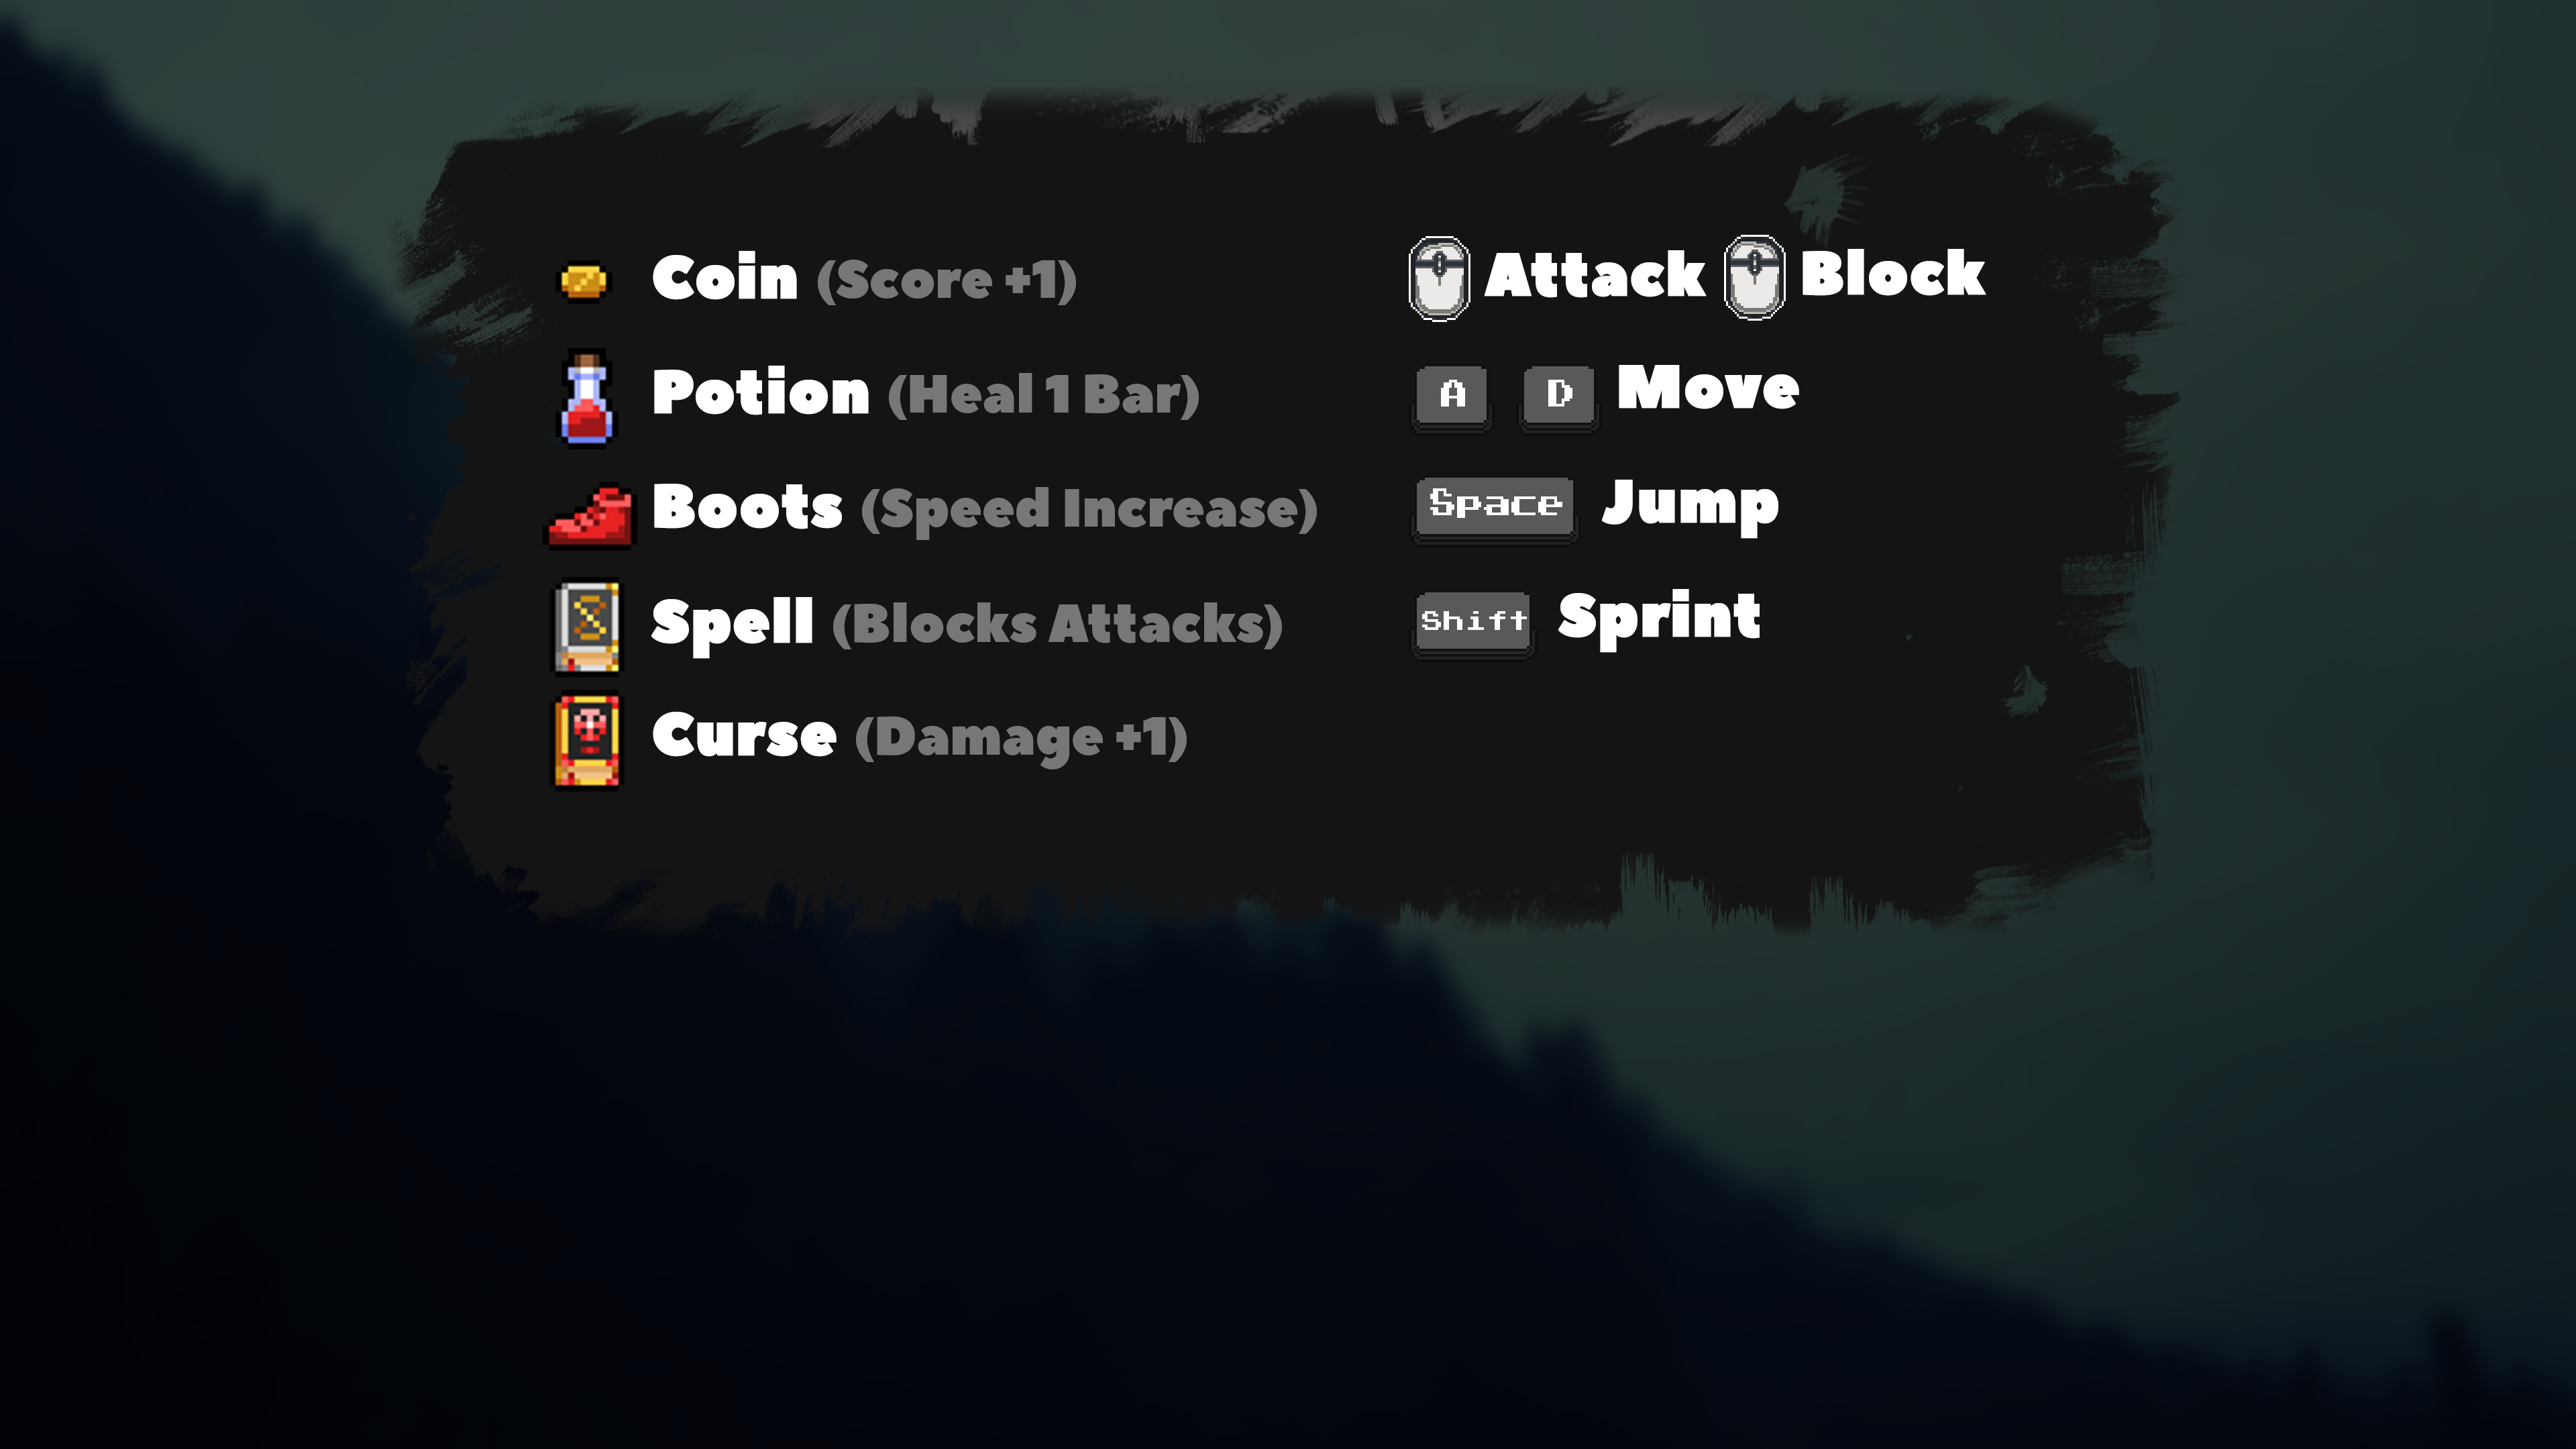 Coin (Score +1)
Potion (Heal 1 Bar)
Boots (Speed Increase)
Spell (Blocks Attacks)
Curse (Damage +1)
Attack Block
A D Move
Space Jump
Shift Sprint